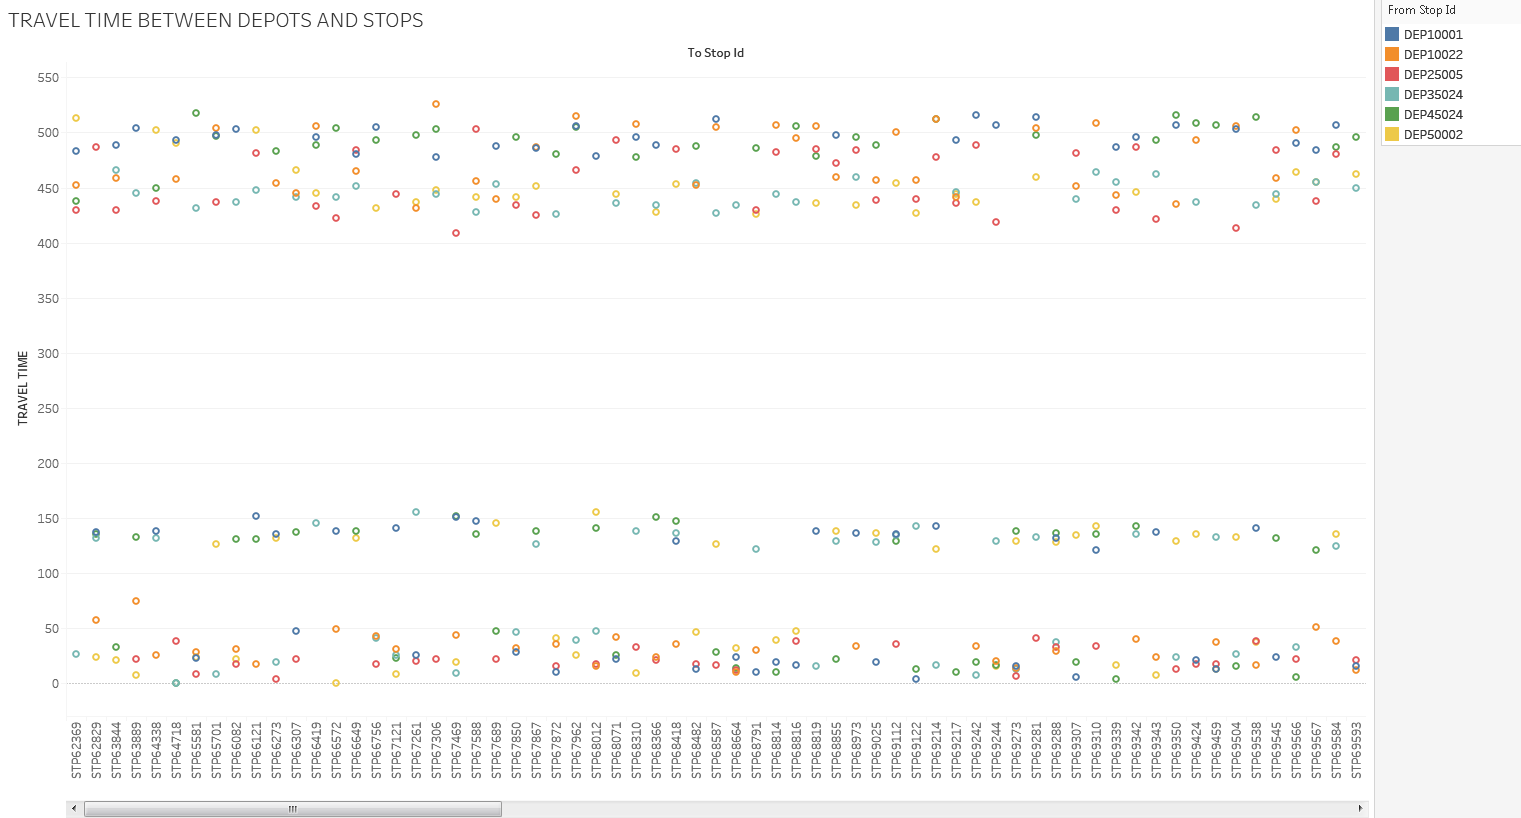 TRAVEL TIME BETWEEN DEPOTS AND STOPS
To Stop Id
From Stop Id
DEP10001
DEP10022
DEP25005
DEP35024
DEP45024
DEP50002
TRAVEL TIME
550
500
450
400
350
300
250
200
150
100
50
0
STP62369
STP62829
STP63844
STP63889
STP64338
STP64718
STP65581
STP65701
STP66082
STP66121
STP66273
STP66307
STP66419
STP66572
STP66649
STP66756
STP67121
STP67261
STP67306
STP67469
STP67588
STP67689
STP67850
STP67867
STP67872
STP67962
STP68012
STP68071
STP68310
STP68366
STP68418
STP68482
STP68587
STP68664
STP68791
STP68814
STP68816
STP68819
STP68855
STP68973
STP69025
STP69112
STP69122
STP69214
STP69217
STP69242
STP69244
STP69273
STP69281
STP69288
STP69307
STP69310
STP69339
STP69342
STP69343
STP69350
STP69424
STP69459
STP69504
STP69538
STP69545
STP69566
STP69567
STP69584
STP69593